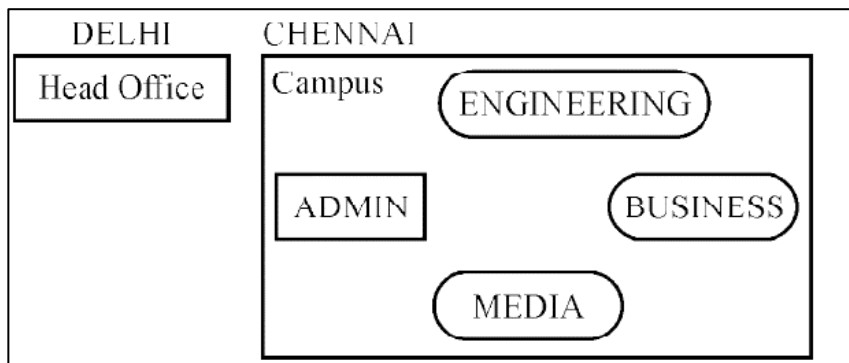 DELHI
Head Office
CHENNAI
Campus
ENGINEERING
ADMIN
BUSINESS
MEDIA